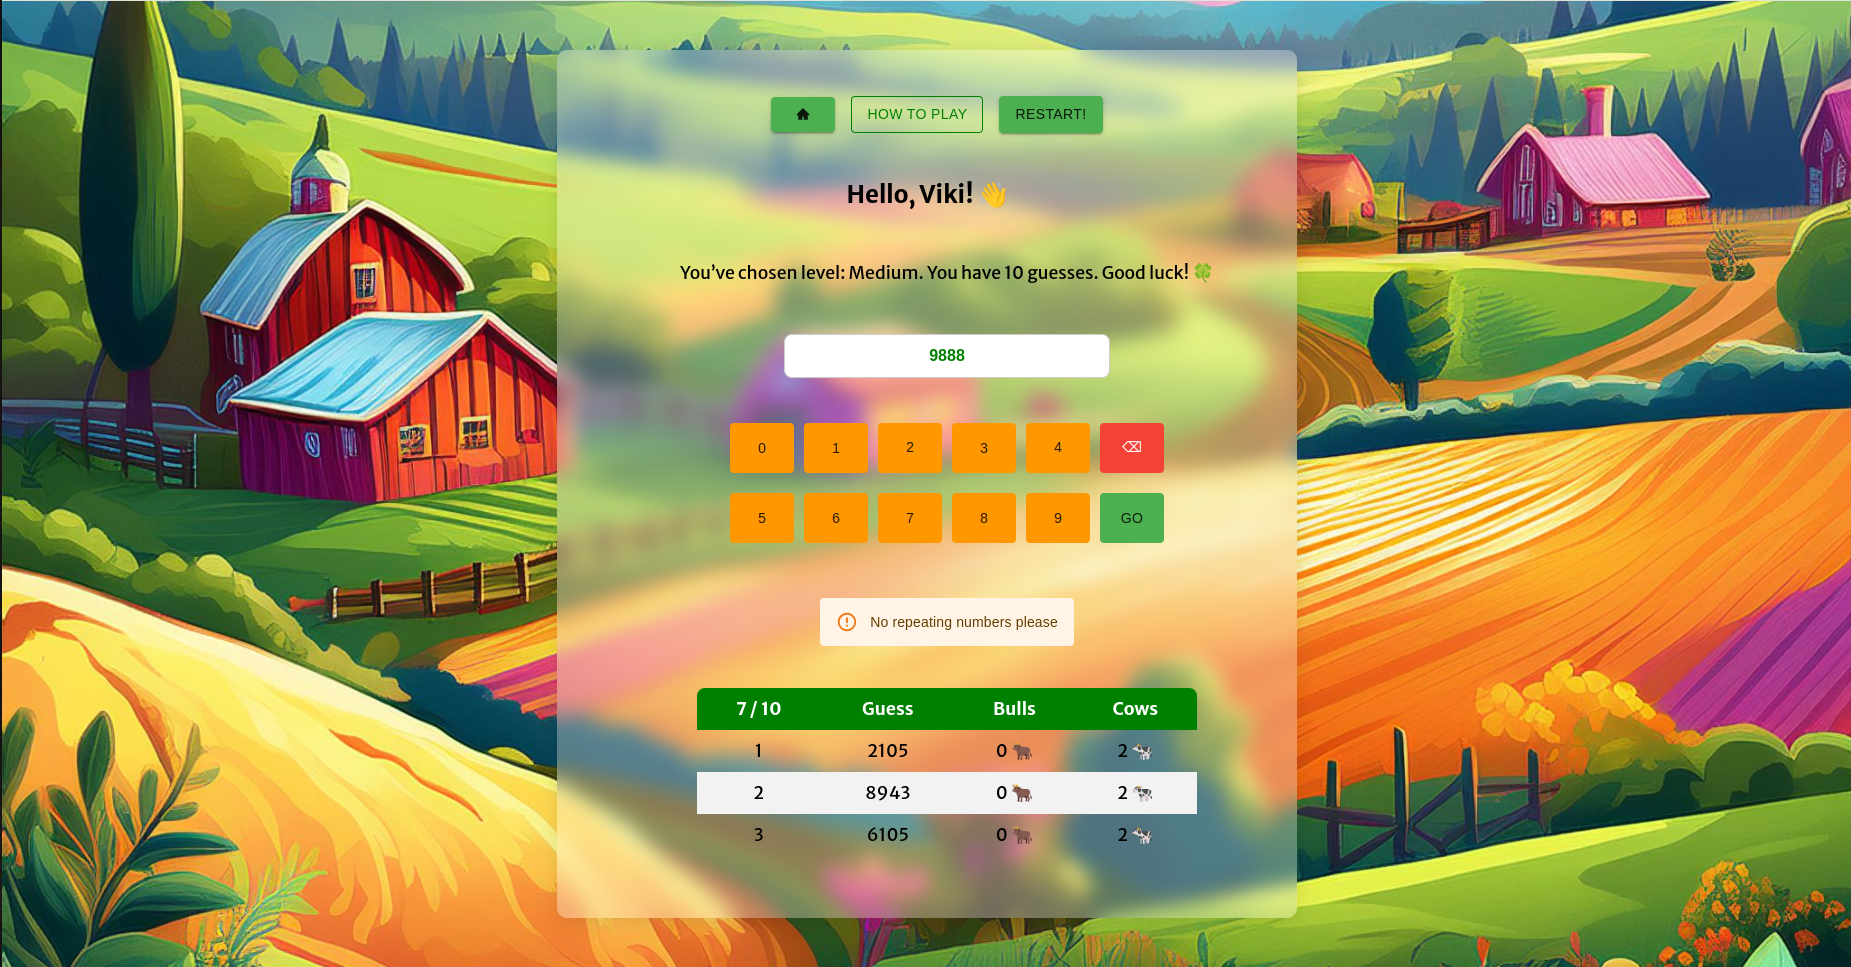 HOW TO PLAY RESTART!
Hello, Viki! 👋
You’ve chosen level: Medium. You have 10 guesses. Good luck! 🍀
9888
0 1 2 3 4 ⌫
5 6 7 8 9 GO
No repeating numbers please
7 / 10 Guess Bulls Cows
1 2105 0 🐂 2 🐄
2 8943 0 🐂 2 🐄
3 6105 0 🐂 2 🐄